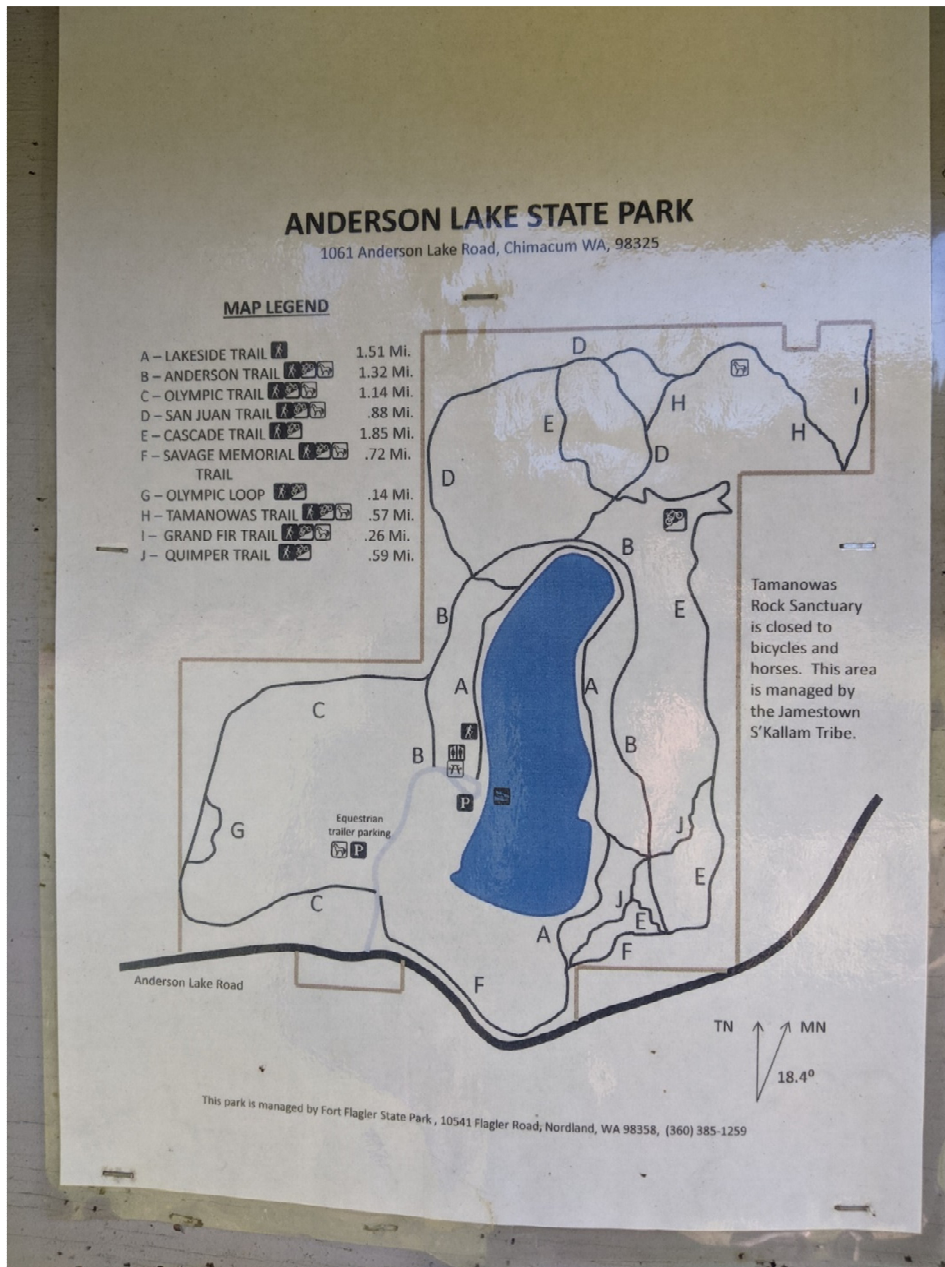 ANDERSON LAKE STATE PARK
1061 Anderson Lake Road, Chimacum WA, 98325
MAP LEGEND
A – LAKESIDE TRAIL 1.51 Mi.
B – ANDERSON TRAIL 1.32 Mi.
C – OLYMPIC TRAIL 1.14 Mi.
D – SAN JUAN TRAIL .88 Mi.
E – CASCADE TRAIL 1.85 Mi.
F – SAVAGE MEMORIAL .72 Mi.
TRAIL
G – OLYMPIC LOOP .14 Mi.
H – TAMANOWAS TRAIL .57 Mi.
I – GRAND FIR TRAIL .26 Mi.
J – QUIMPER TRAIL .59 Mi.
D
I
H
E
H
D
D
B
B
E
Tamanowas
Rock Sanctuary
is closed to
bicycles and
horses. This area
is managed by
the Jamestown
S'Kallam Tribe.
A
A
C
B
B
P
Equestrian
trailer parking
P
G
J
E
C
J
E
A
F
Anderson Lake Road
F
TN
MN
18.4º
This park is managed by Fort Flagler State Park , 10541 Flagler Road, Nordland, WA 98358, (360) 385-1259